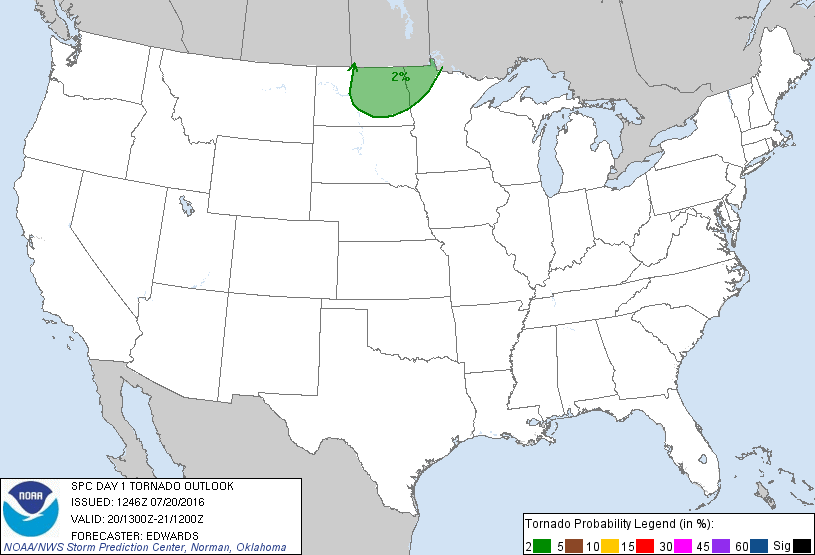 2%
NOAA
SPC DAY 1 TORNADO OUTLOOK
ISSUED: 1246Z 07/20/2016
VALID: 20/1300Z-21/1200Z
FORECASTER: EDWARDS
NOAA/NWS Storm Prediction Center, Norman, Oklahoma
Tornado Probability Legend (in %):
2 5 10 15 30 45 60 Sig